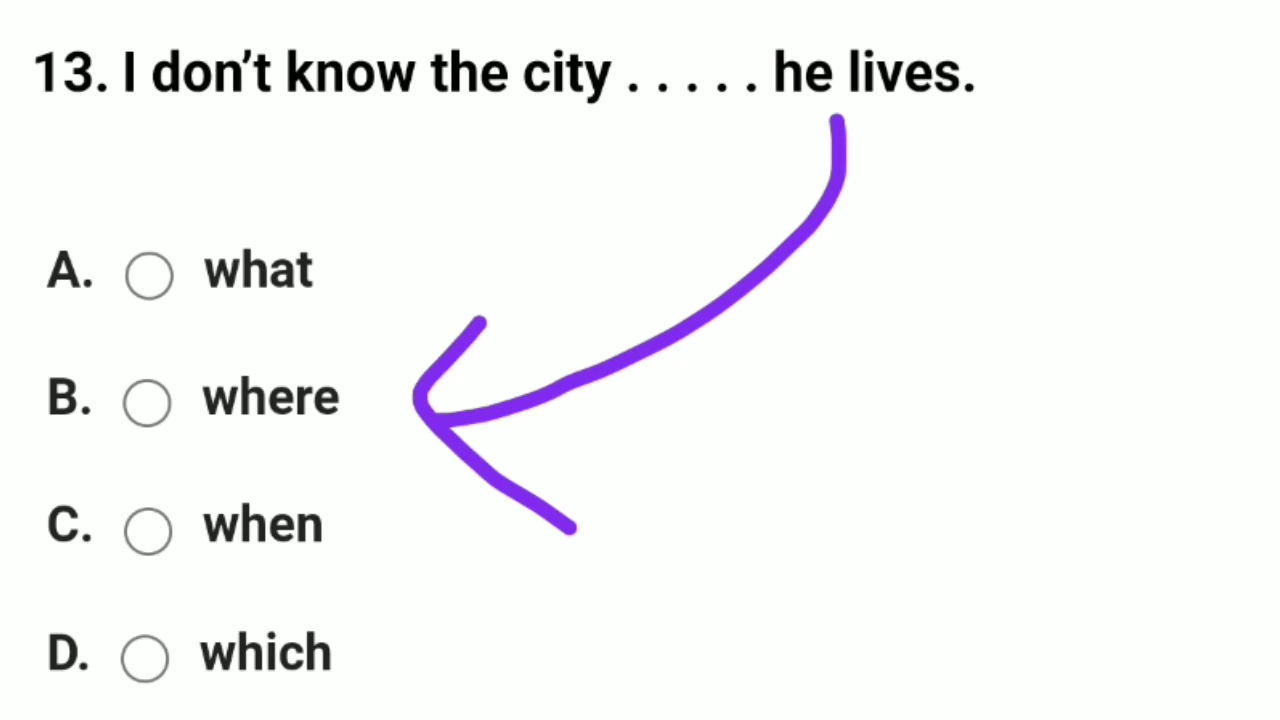 13. I don’t know the city . . . . . he lives.
A. what
B. where
C. when
D. which